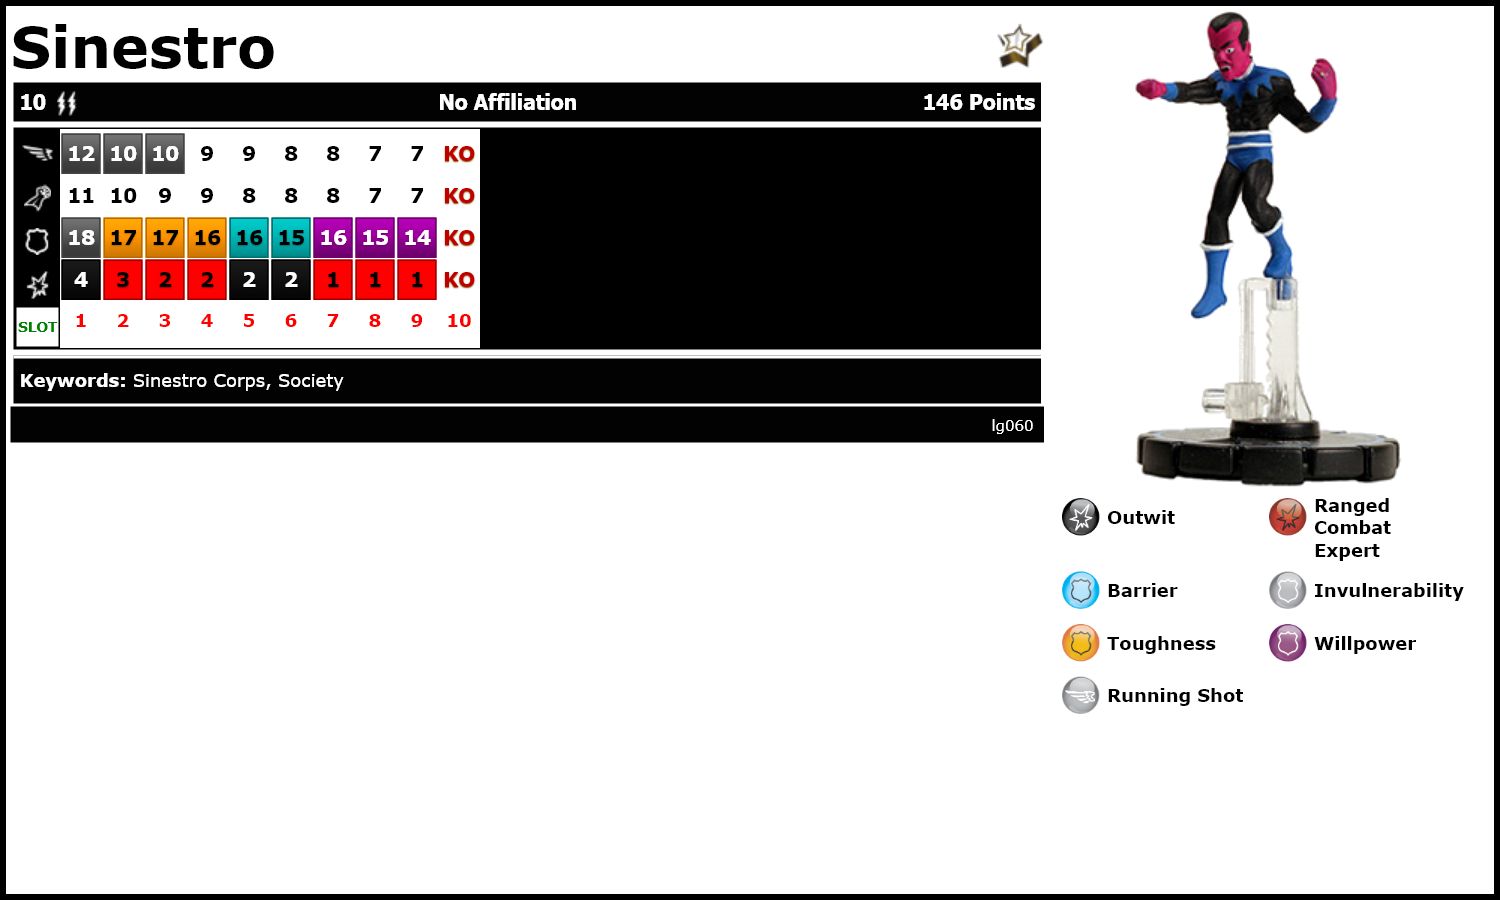 Sinestro
10 No Affiliation 146 Points
12 10 10 9 9 8 8 7 7 KO
11 10 9 9 8 8 8 7 7 KO
18 17 17 16 16 15 16 15 14 KO
4 3 2 2 2 2 1 1 1 KO
SLOT 1 2 3 4 5 6 7 8 9 10
Keywords: Sinestro Corps, Society
lg060
Outwit
Ranged
Combat
Expert
Barrier
Invulnerability
Toughness
Willpower
Running Shot